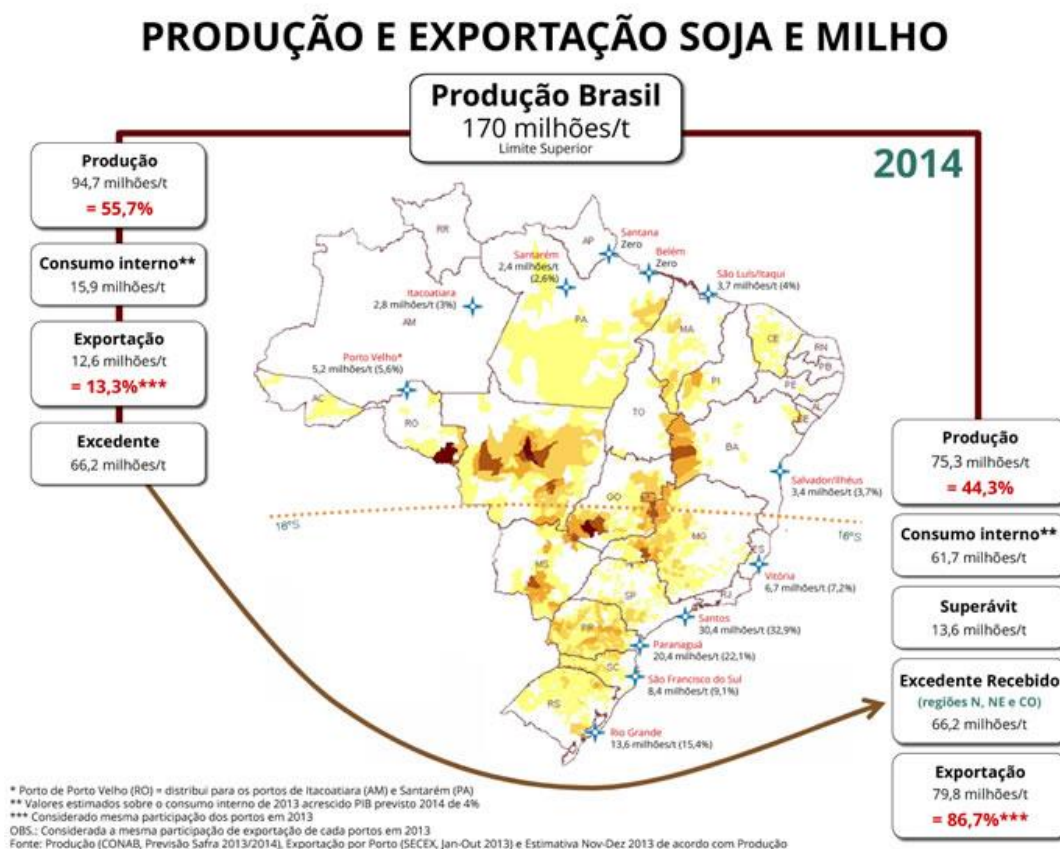 PRODUÇÃO E EXPORTAÇÃO SOJA E MILHO
Produção Brasil
170 milhões/t
Limite Superior
2014
Produção
94,7 milhões/t
= 55,7%
Consumo interno**
15,9 milhões/t
Exportação
12,6 milhões/t
= 13,3%***
Excedente
66,2 milhões/t
RR
AP
Santana
Zero
Belém
Zero
Santarém
2,4 milhões/t
(2,6%)
São Luís/Itaqui
3,7 milhões/t (4%)
Itacoatiara
2,8 milhões/t (3%)
AM
PA
MA
CE
RN
PB
PE
AL
SE
PI
Porto Velho*
5,2 milhões/t (5,6%)
AC
RO
TO
BA
Salvador/Ilhéus
3,4 milhões/t (3,7%)
GO
16ºS
16ºS
MG
ES
MS
Vitória
6,7 milhões/t (7,2%)
SP
RJ
Santos
30,4 milhões/t (32,9%)
PR
Paranaguá
20,4 milhões/t (22,1%)
SC
São Francisco do Sul
8,4 milhões/t (9,1%)
RS
Rio Grande
13,6 milhões/t (15,4%)
Produção
75,3 milhões/t
= 44,3%
Consumo interno**
61,7 milhões/t
Superávit
13,6 milhões/t
Excedente Recebido
(regiões N, NE e CO)
66,2 milhões/t
Exportação
79,8 milhões/t
= 86,7%***
* Porto de Porto Velho (RO) = distribui para os portos de Itacoatiara (AM) e Santarém (PA)
** Valores estimados sobre o consumo interno de 2013 acrescido PIB previsto 2014 de 4%
*** Considerado mesma participação dos portos em 2013
OBS.: Considerada a mesma participação de exportação de cada portos em 2013
Fonte: Produção (CONAB, Previsão Safra 2013/2014), Exportação por Porto (SECEX, Jan-Out 2013) e Estimativa Nov-Dez 2013 de acordo com Produção